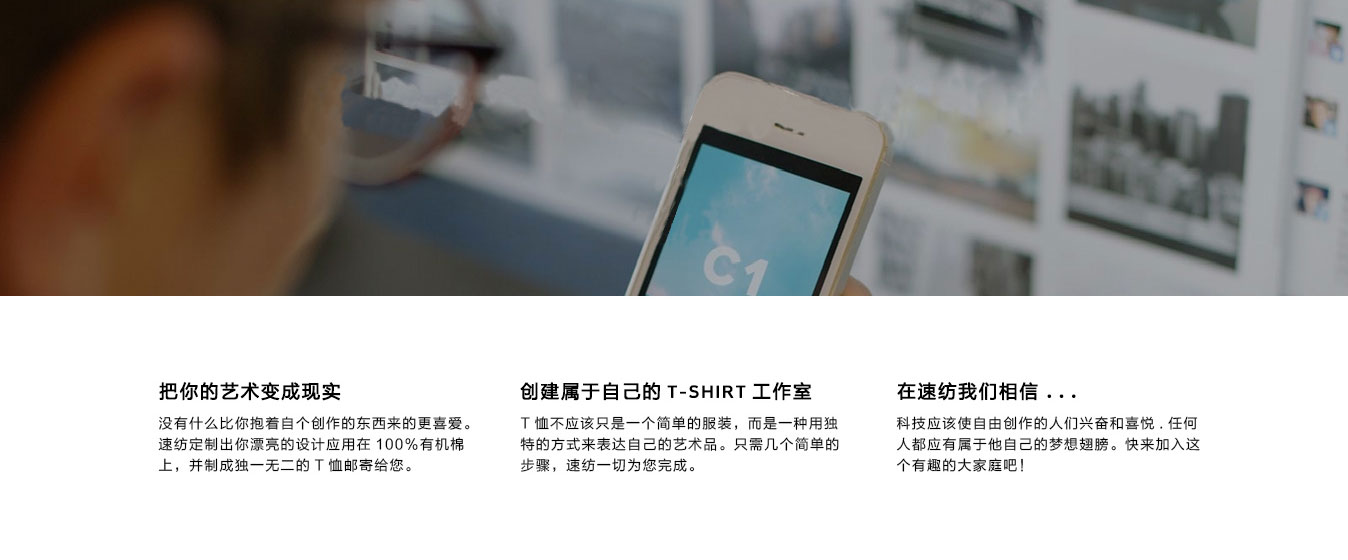 C1
把你的艺术变成现实
没有什么比你抱着自个创作的东西来的更喜爱。
速纺定制出你漂亮的设计应用在 100%有机棉
上，并制成独一无二的 T 恤邮寄给您。
创建属于自己的 T-SHIRT 工作室
T 恤不应该只是一个简单的服装，而是一种用独
特的方式来表达自己的艺术品。只需几个简单的
步骤，速纺一切为您完成。
在速纺我们相信 . . .
科技应该使自由创作的人们兴奋和喜悦 . 任何
人都应有属于他自己的梦想翅膀。快来加入这
个有趣的大家庭吧！